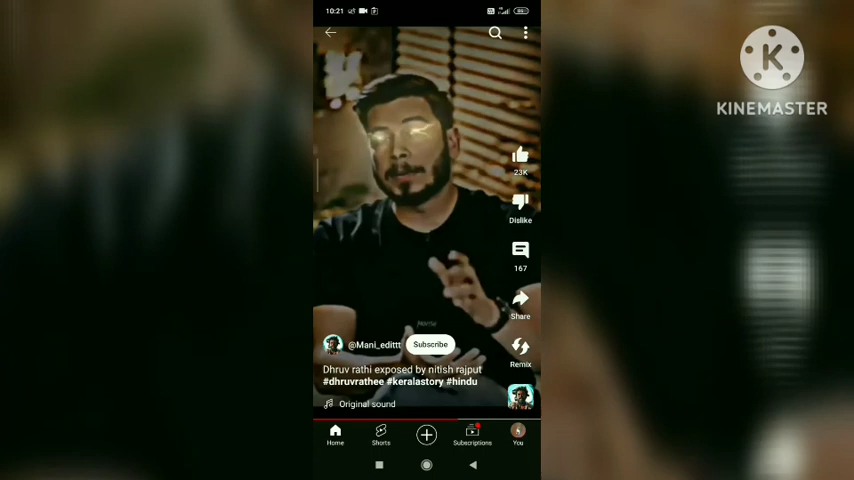 10:21
KINEMASTER
23K
Dislike
167
Share
@Mani_edittt
Subscribe
Remix
Dhruv rathi exposed by nitish rajput
#dhruvrathee #keralastory #hindu
Original sound
Home
Shorts
Subscriptions
You